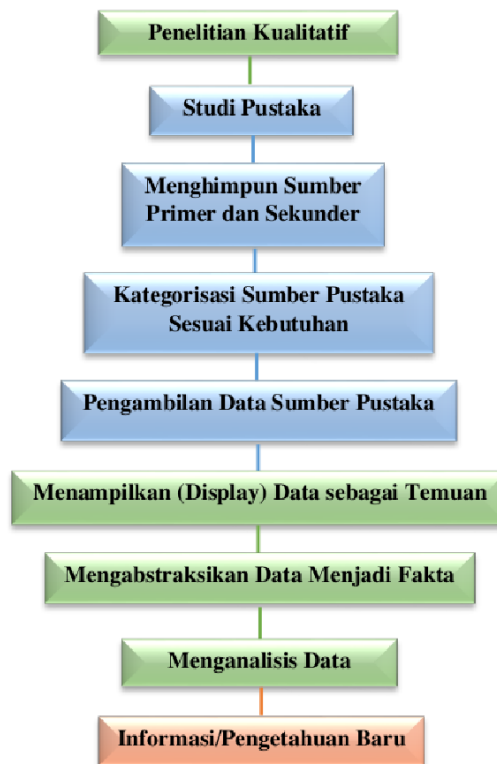 Penelitian Kualitatif
Studi Pustaka
Menghimpun Sumber
Primer dan Sekunder
Kategorisasi Sumber Pustaka
Sesuai Kebutuhan
Pengambilan Data Sumber Pustaka
Menampilkan (Display) Data sebagai Temuan
Mengabstraksikan Data Menjadi Fakta
Menganalisis Data
Informasi/Pengetahuan Baru